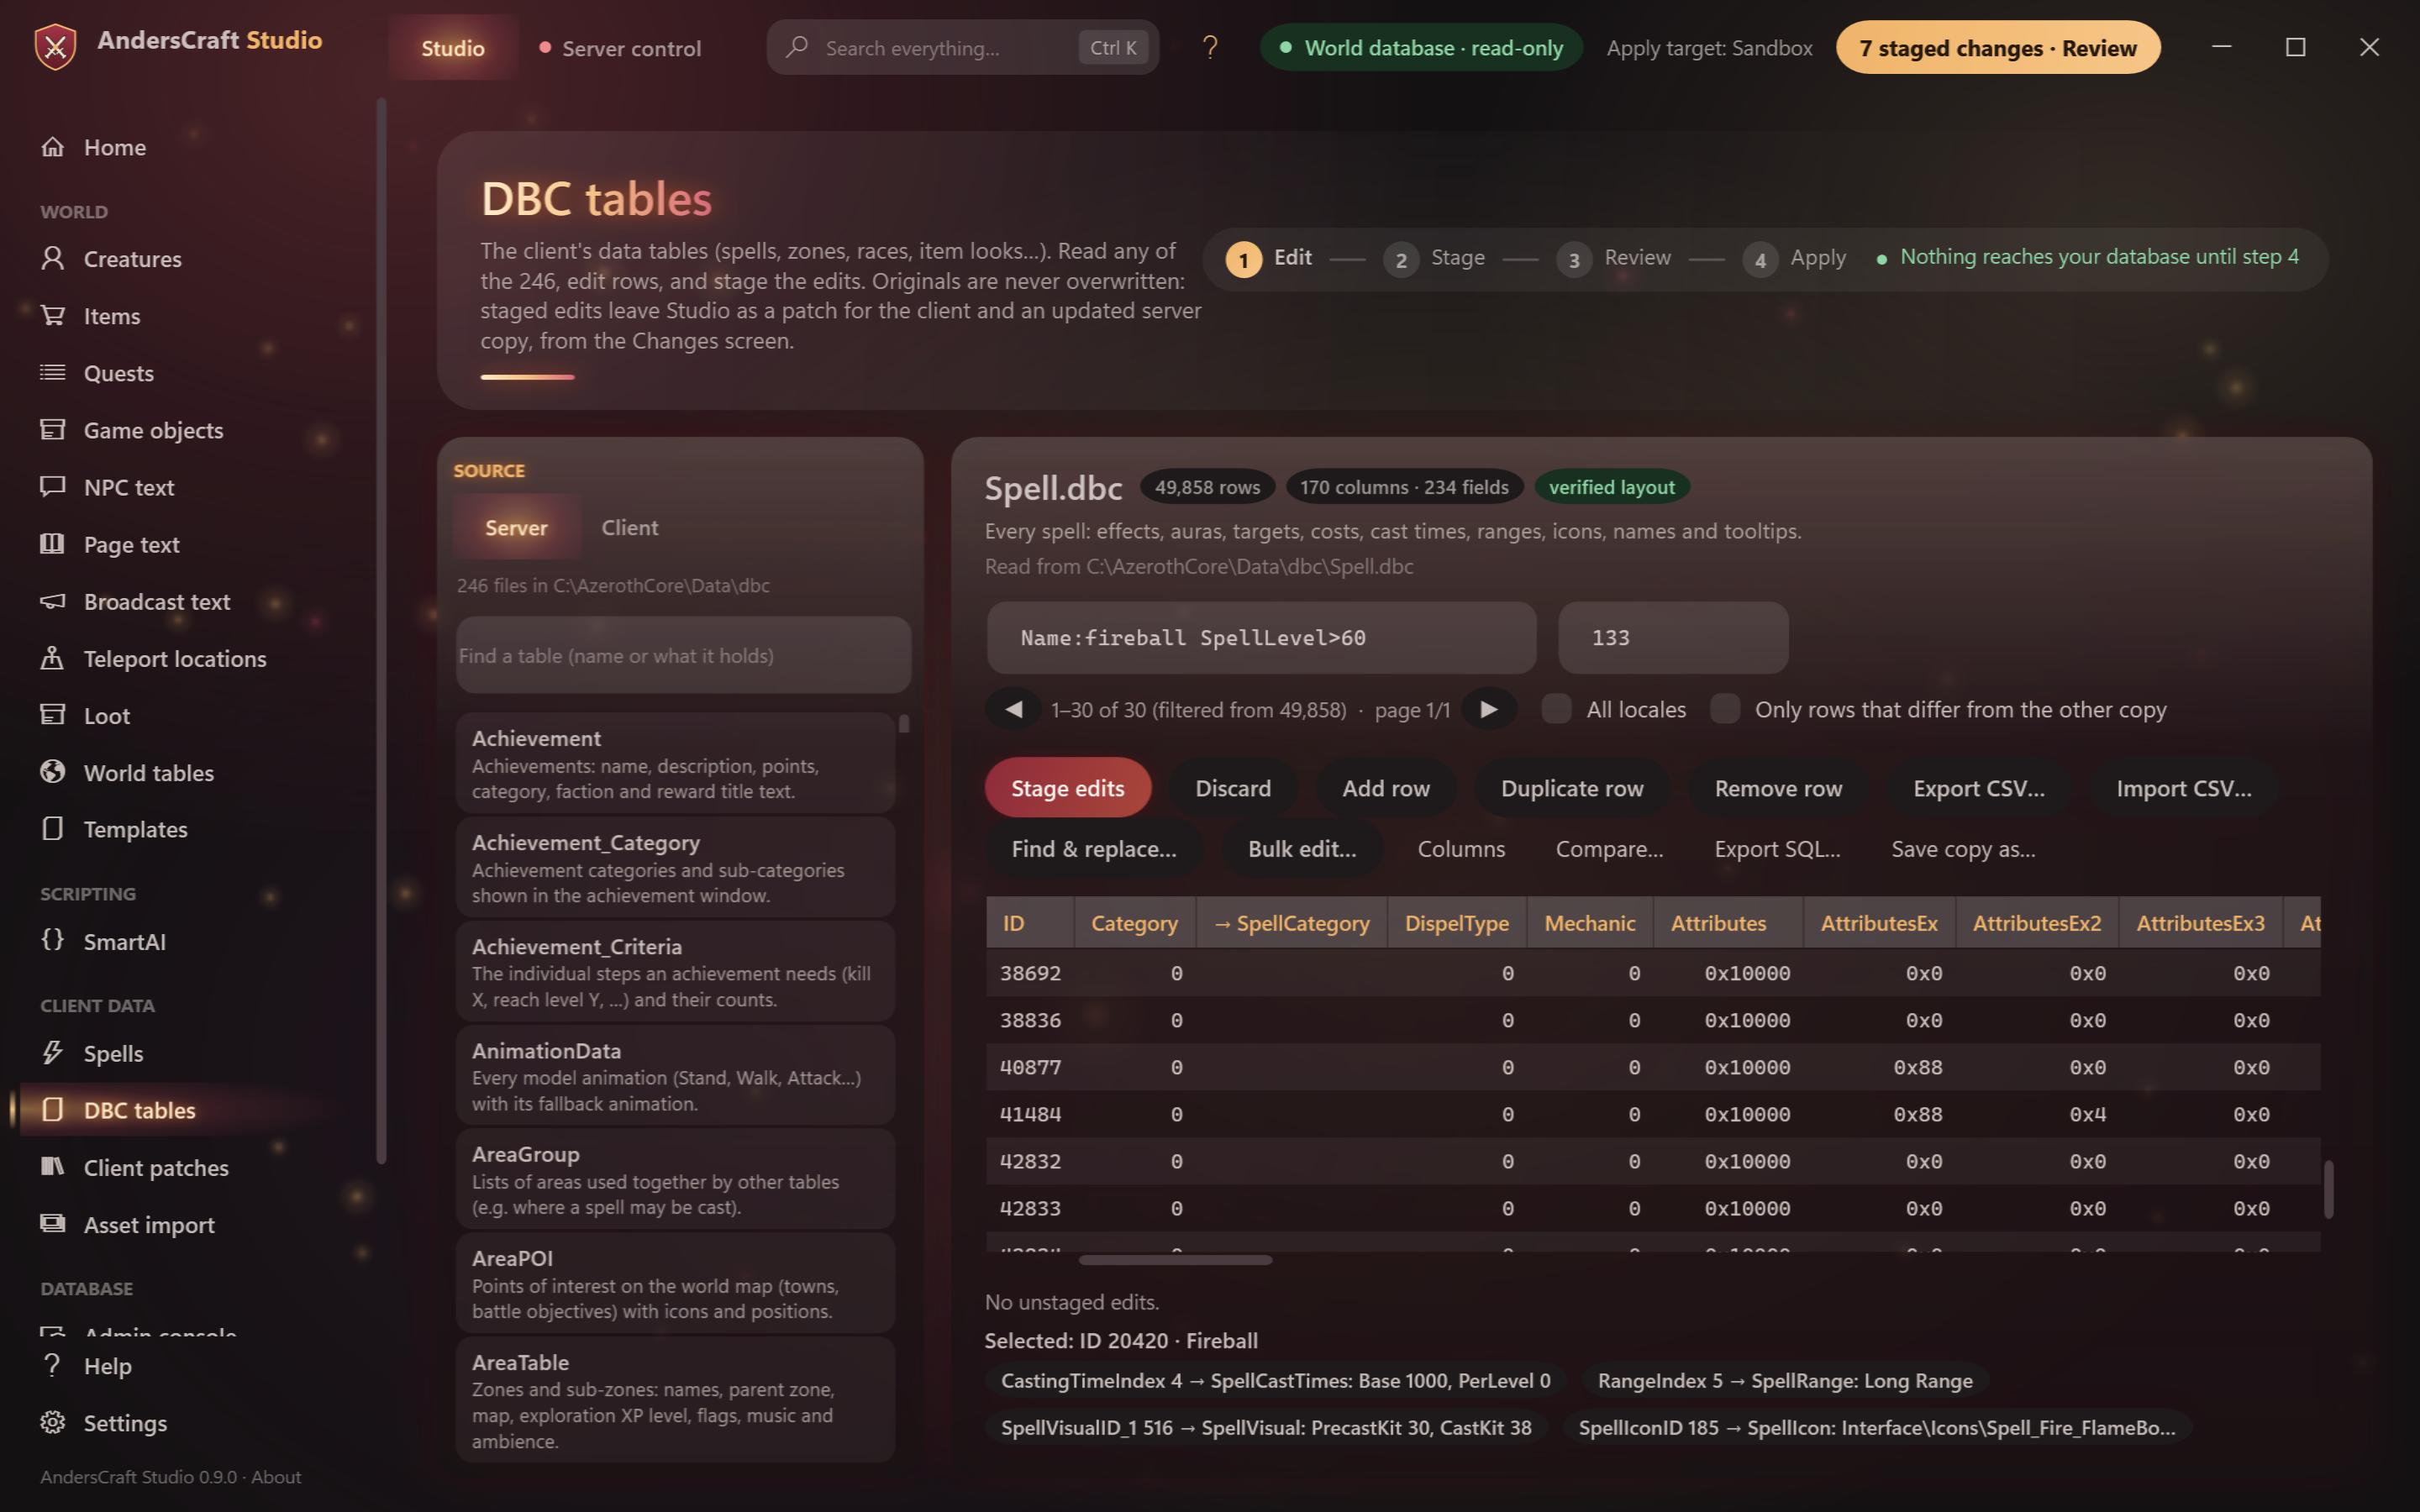 AndersCraft Studio
Studio
Server control
Search everything...
Ctrl K
?
World database · read-only
Apply target: Sandbox
7 staged changes · Review
Home
WORLD
Creatures
Items
Quests
Game objects
NPC text
Page text
Broadcast text
Teleport locations
Loot
World tables
Templates
SCRIPTING
SmartAI
CLIENT DATA
Spells
DBC tables
Client patches
Asset import
DATABASE
Admin console
Help
Settings
AndersCraft Studio 0.9.0 · About
DBC tables
The client's data tables (spells, zones, races, item looks...). Read any of
the 246, edit rows, and stage the edits. Originals are never overwritten:
staged edits leave Studio as a patch for the client and an updated server
copy, from the Changes screen.
1 Edit
2 Stage
3 Review
4 Apply
Nothing reaches your database until step 4
SOURCE
Server
Client
246 files in C:\AzerothCore\Data\dbc
Find a table (name or what it holds)
Achievement
Achievements: name, description, points,
category, faction and reward title text.
Achievement_Category
Achievement categories and sub-categories
shown in the achievement window.
Achievement_Criteria
The individual steps an achievement needs (kill
X, reach level Y, ...) and their counts.
AnimationData
Every model animation (Stand, Walk, Attack...)
with its fallback animation.
AreaGroup
Lists of areas used together by other tables
(e.g. where a spell may be cast).
AreaPOI
Points of interest on the world map (towns,
battle objectives) with icons and positions.
AreaTable
Zones and sub-zones: names, parent zone,
map, exploration XP level, flags, music and
ambience.
Spell.dbc
49,858 rows
170 columns · 234 fields
verified layout
Every spell: effects, auras, targets, costs, cast times, ranges, icons, names and tooltips.
Read from C:\AzerothCore\Data\dbc\Spell.dbc
Name:fireball SpellLevel>60
133
1–30 of 30 (filtered from 49,858) · page 1/1
All locales
Only rows that differ from the other copy
Stage edits
Discard
Add row
Duplicate row
Remove row
Export CSV...
Import CSV...
Find & replace...
Bulk edit...
Columns
Compare...
Export SQL...
Save copy as...
ID Category → SpellCategory DispelType Mechanic Attributes AttributesEx AttributesEx2 AttributesEx3 At
38692 0 0 0 0x10000 0x0 0x0 0x0
38836 0 0 0 0x10000 0x0 0x0 0x0
40877 0 0 0 0x10000 0x88 0x0 0x0
41484 0 0 0 0x10000 0x88 0x4 0x0
42832 0 0 0 0x10000 0x0 0x0 0x0
42833 0 0 0 0x10000 0x0 0x0 0x0
No unstaged edits.
Selected: ID 20420 · Fireball
CastingTimeIndex 4 → SpellCastTimes: Base 1000, PerLevel 0
RangeIndex 5 → SpellRange: Long Range
SpellVisualID_1 516 → SpellVisual: PrecastKit 30, CastKit 38
SpellIconID 185 → SpellIcon: Interface\Icons\Spell_Fire_FlameBo...